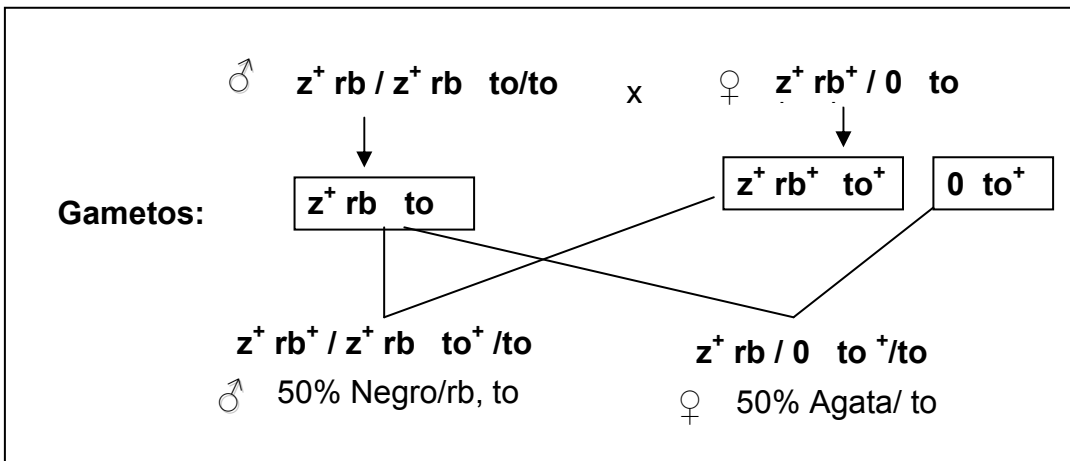 ♂ z⁺ rb / z⁺ rb to/to x ♀ z⁺ rb⁺ / 0 to
Gametos: z⁺ rb to z⁺ rb⁺ to⁺ 0 to⁺
z⁺ rb⁺ / z⁺ rb to⁺ /to z⁺ rb / 0 to ⁺/to
♂ 50% Negro/rb, to ♀ 50% Agata/ to